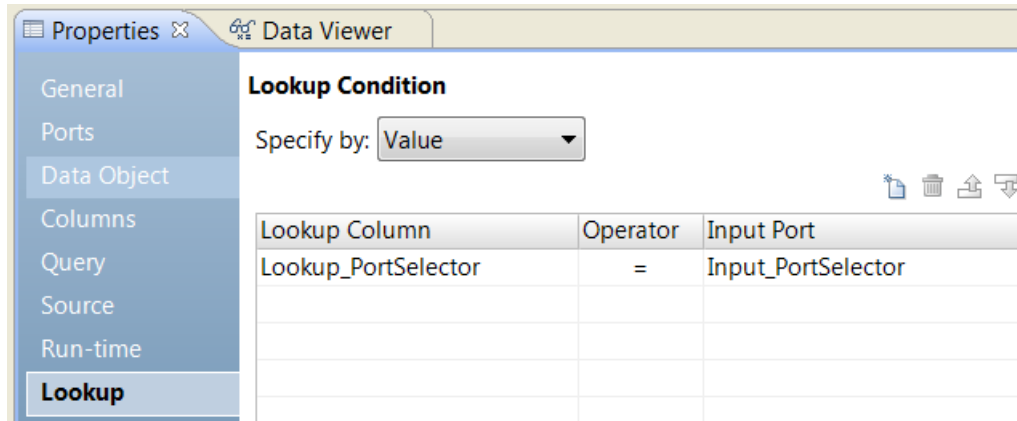 Properties Data Viewer
General
Ports
Data Object
Columns
Query
Source
Run-time
Lookup
Lookup Condition
Specify by: Value
Lookup Column Operator Input Port
Lookup_PortSelector = Input_PortSelector